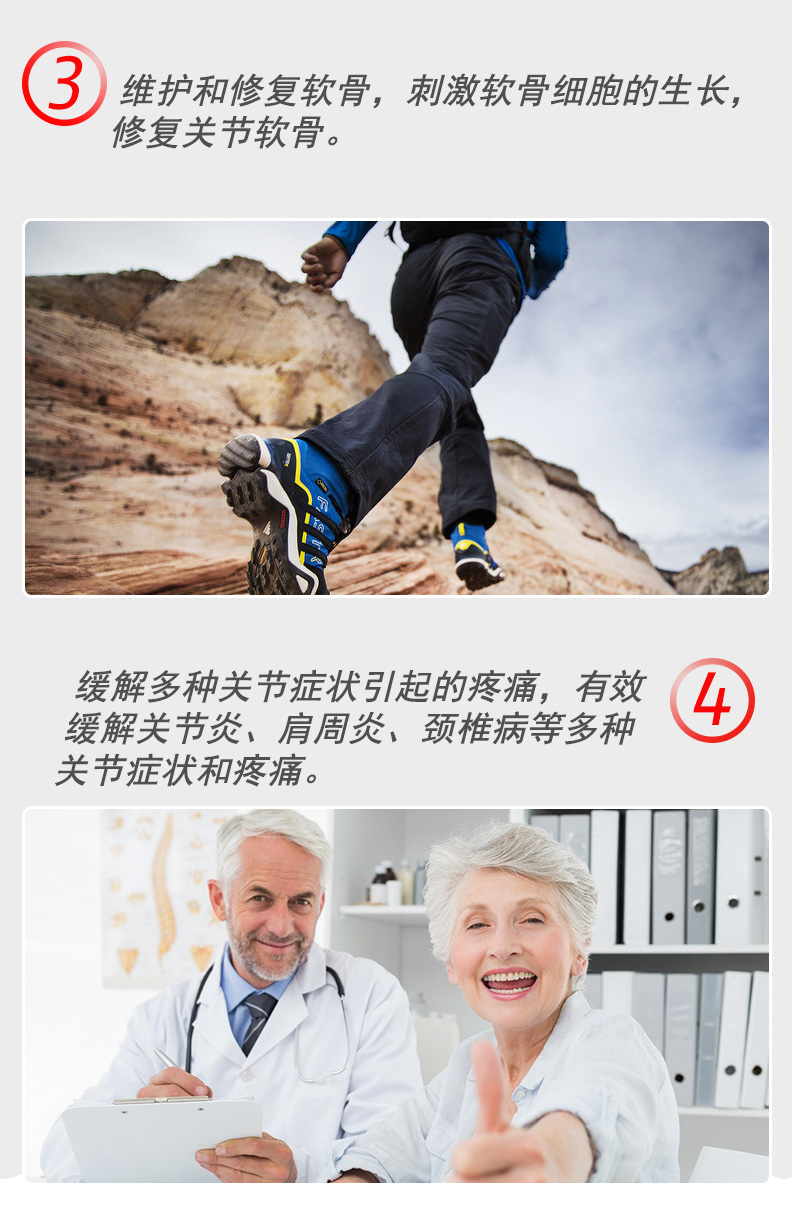 3
维护和修复软骨，刺激软骨细胞的生长，
修复关节软骨。
缓解多种关节症状引起的疼痛，有效
缓解关节炎、肩周炎、颈椎病等多种
关节症状和疼痛。
4